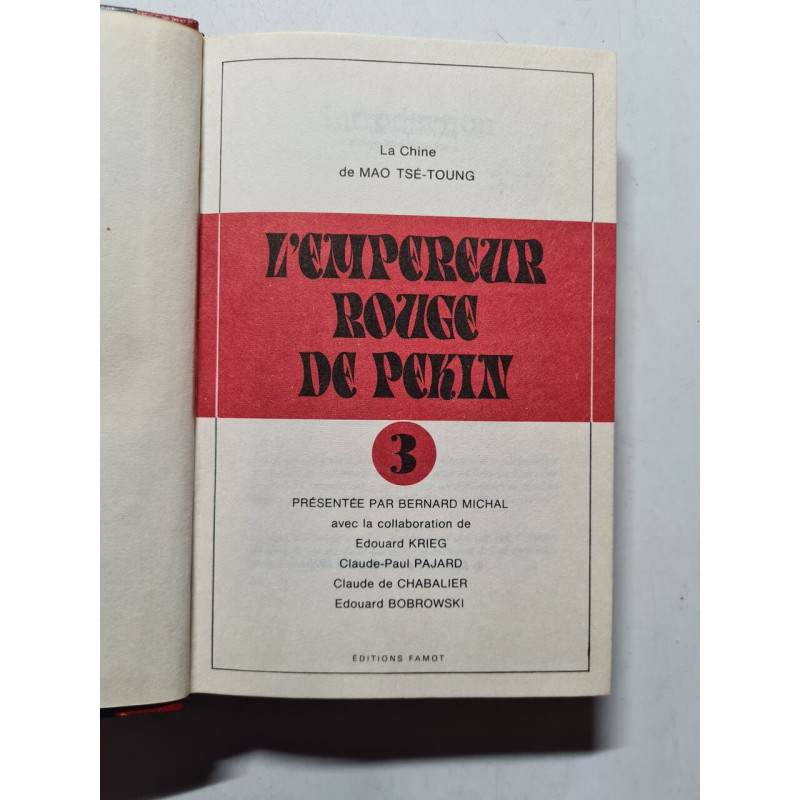 La Chine
de MAO TSÉ-TOUNG
L'EMPEREUR
ROUGE
DE PEKIN
3
PRÉSENTÉE PAR BERNARD MICHAL
avec la collaboration de
Edouard KRIEG
Claude-Paul PAJARD
Claude de CHABALIER
Edouard BOBROWSKI
ÉDITIONS FAMOT